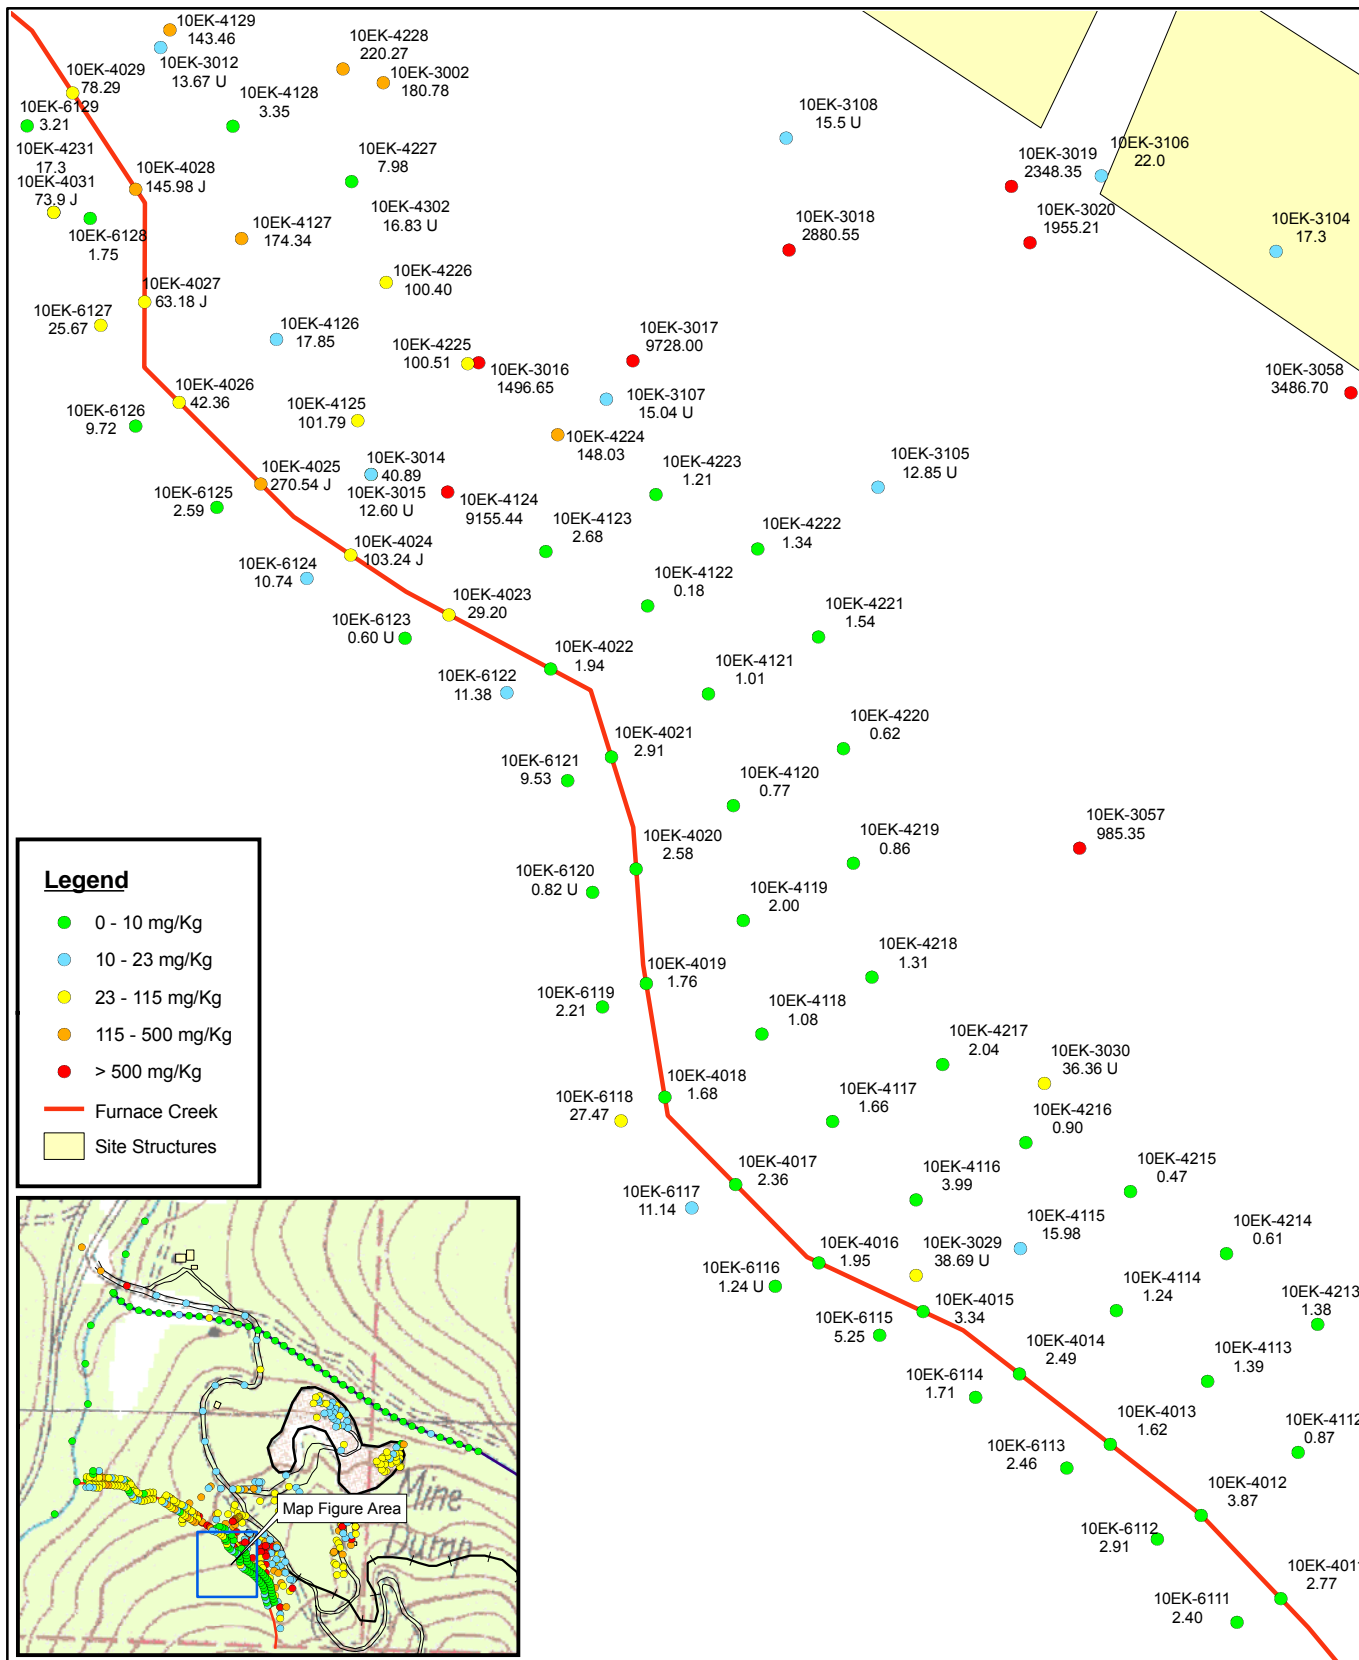 10EK-4129
143.46
10EK-3012
13.67 U
10EK-4228
220.27
10EK-3002
180.78
10EK-4029
78.29
10EK-6129
3.21
10EK-4128
3.35
10EK-3108
15.5 U
10EK-4231
17.3
10EK-4031
73.9 J
10EK-4028
145.98 J
10EK-4227
7.98
10EK-3019
2348.35
10EK-3106
22.0
10EK-4302
16.83 U
10EK-6128
1.75
10EK-4127
174.34
10EK-3018
2880.55
10EK-3020
1955.21
10EK-3104
17.3
10EK-4027
63.18 J
10EK-4226
100.40
10EK-6127
25.67
10EK-4126
17.85
10EK-4225
100.51
10EK-3016
1496.65
10EK-3017
9728.00
10EK-3058
3486.70
10EK-4026
42.36
10EK-3107
15.04 U
10EK-6126
9.72
10EK-4125
101.79
10EK-4224
148.03
10EK-4025
270.54 J
10EK-3014
40.89
10EK-3015
12.60 U
10EK-4124
9155.44
10EK-4223
1.21
10EK-3105
12.85 U
10EK-6125
2.59
10EK-4123
2.68
10EK-4222
1.34
10EK-4024
103.24 J
10EK-6124
10.74
10EK-4122
0.18
10EK-4023
29.20
10EK-6123
0.60 U
10EK-4221
1.54
10EK-4022
1.94
10EK-6122
11.38
10EK-4121
1.01
10EK-4021
2.91
10EK-4220
0.62
10EK-6121
9.53
10EK-4120
0.77
10EK-4020
2.58
10EK-4219
0.86
10EK-3057
985.35
10EK-6120
0.82 U
10EK-4119
2.00
10EK-4218
1.31
10EK-4019
1.76
10EK-6119
2.21
10EK-4118
1.08
10EK-4217
2.04
10EK-3030
36.36 U
10EK-4018
1.68
10EK-6118
27.47
10EK-4117
1.66
10EK-4216
0.90
10EK-4017
2.36
10EK-4116
3.99
10EK-4215
0.47
10EK-6117
11.14
10EK-4115
15.98
10EK-4214
0.61
10EK-4016
1.95
10EK-3029
38.69 U
10EK-6116
1.24 U
10EK-4114
1.24
10EK-4213
1.38
10EK-6115
5.25
10EK-4015
3.34
10EK-4014
2.49
10EK-4113
1.39
10EK-6114
1.71
10EK-4013
1.62
10EK-4112
0.87
10EK-6113
2.46
10EK-4012
3.87
10EK-6112
2.91
10EK-4011
2.77
10EK-6111
2.40
Legend
0 - 10 mg/Kg
10 - 23 mg/Kg
23 - 115 mg/Kg
115 - 500 mg/Kg
> 500 mg/Kg
Furnace Creek
Site Structures
Map Figure Area
Mine
Dump